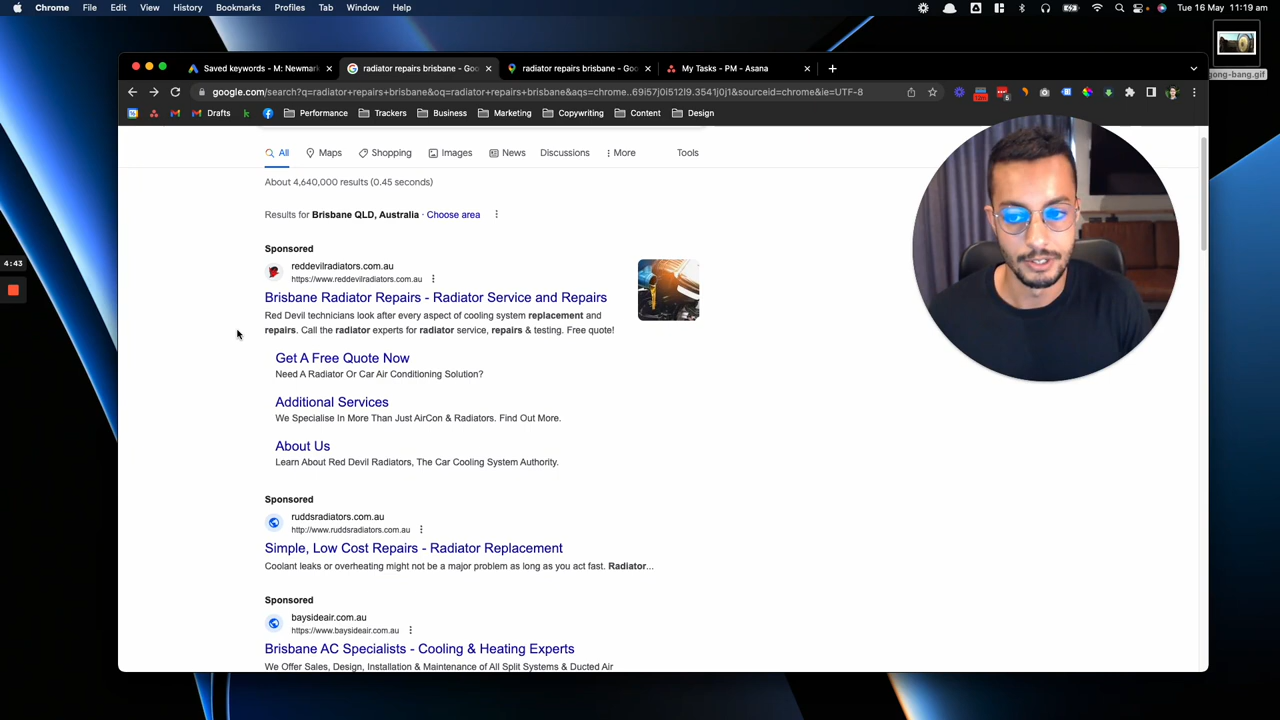 Chrome File Edit View History Bookmarks Profiles Tab Window Help
Tue 16 May 11:19 am
gong-bang.gif
Saved keywords - M: Newmark
radiator repairs brisbane - Goo
radiator repairs brisbane - Goo
My Tasks - PM - Asana
google.com/search?q=radiator+repairs+brisbane&oq=radiator+repairs+brisbane&aqs=chrome..69i57j0i512l9.3541j0j1&sourceid=chrome&ie=UTF-8
Drafts Performance Trackers Business Marketing Copywriting Content Design
All Maps Shopping Images News Discussions More Tools
About 4,640,000 results (0.45 seconds)
Results for Brisbane QLD, Australia · Choose area
Sponsored
reddevilradiators.com.au
https://www.reddevilradiators.com.au
Brisbane Radiator Repairs - Radiator Service and Repairs
Red Devil technicians look after every aspect of cooling system replacement and
repairs. Call the radiator experts for radiator service, repairs & testing. Free quote!
4:43
Get A Free Quote Now
Need A Radiator Or Car Air Conditioning Solution?
Additional Services
We Specialise In More Than Just AirCon & Radiators. Find Out More.
About Us
Learn About Red Devil Radiators, The Car Cooling System Authority.
Sponsored
ruddsradiators.com.au
http://www.ruddsradiators.com.au
Simple, Low Cost Repairs - Radiator Replacement
Coolant leaks or overheating might not be a major problem as long as you act fast. Radiator...
Sponsored
baysideair.com.au
https://www.baysideair.com.au
Brisbane AC Specialists - Cooling & Heating Experts
We Offer Sales, Design, Installation & Maintenance of All Split Systems & Ducted Air